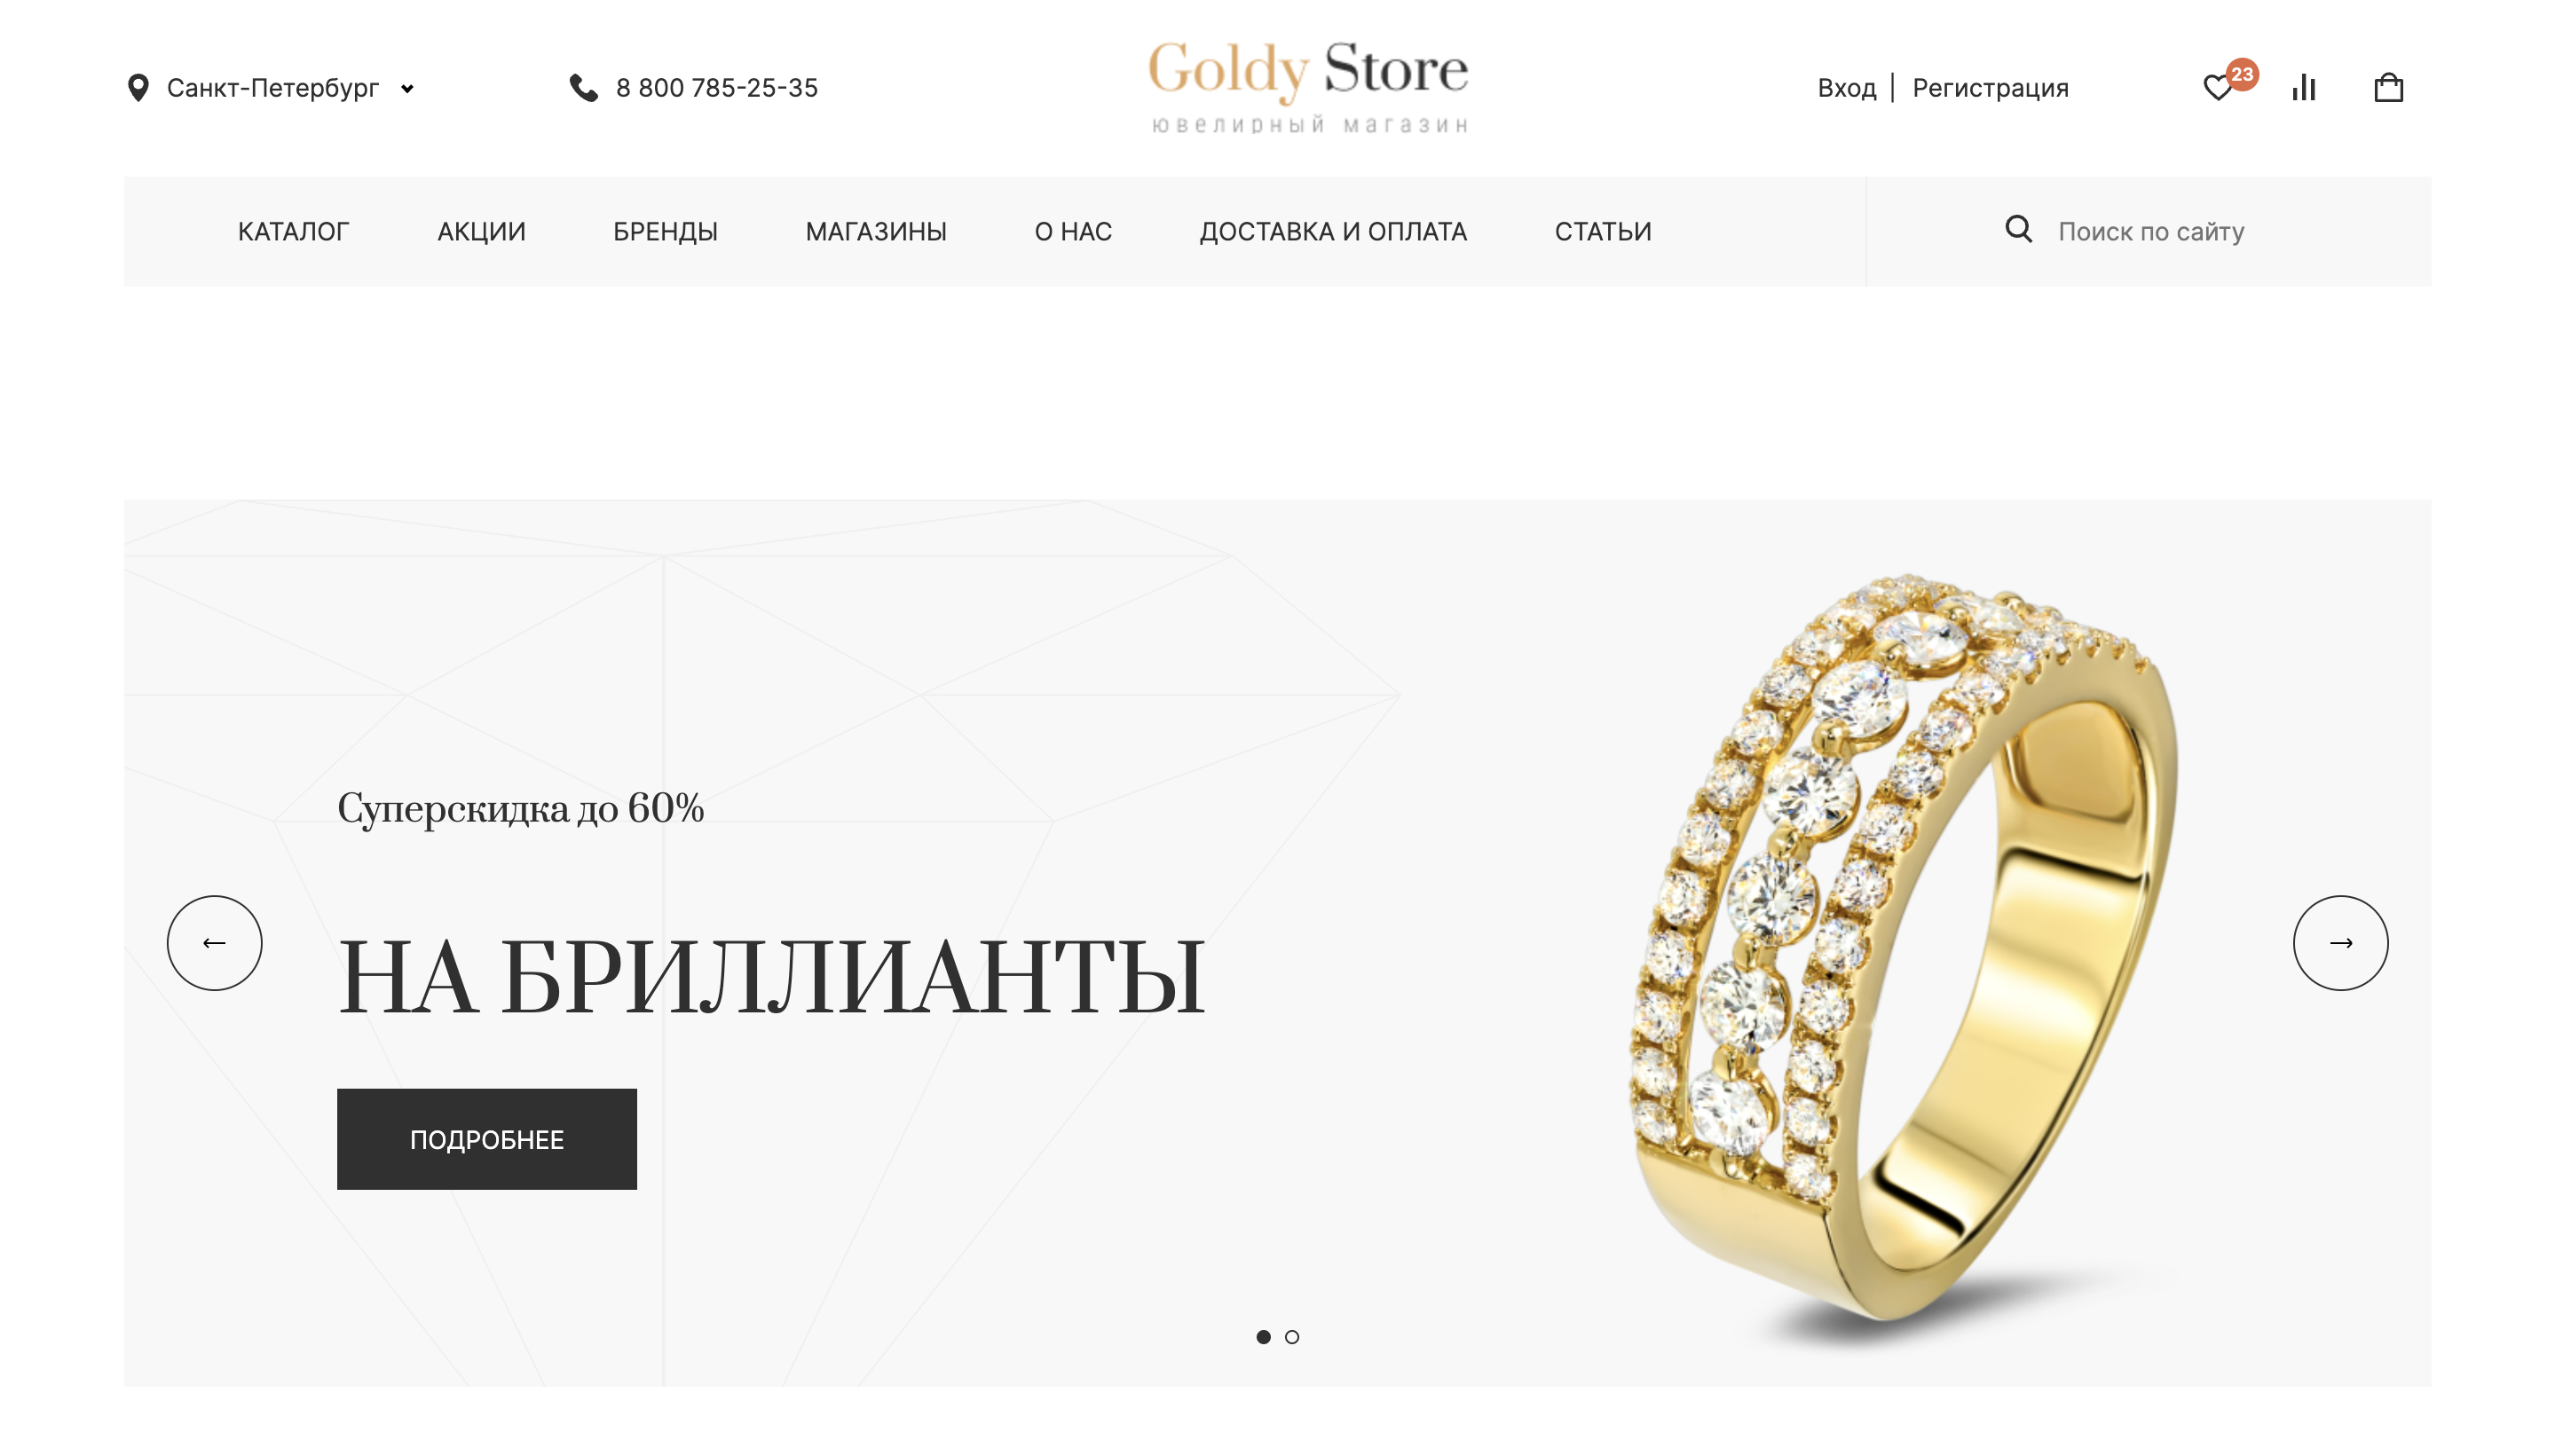 Санкт-Петербург
8 800 785-25-35
Goldy Store
ювелирный магазин
Вход | Регистрация
23
КАТАЛОГ АКЦИИ БРЕНДЫ МАГАЗИНЫ О НАС ДОСТАВКА И ОПЛАТА СТАТЬИ
Поиск по сайту
Суперскидка до 60%
НА БРИЛЛИАНТЫ
ПОДРОБНЕЕ